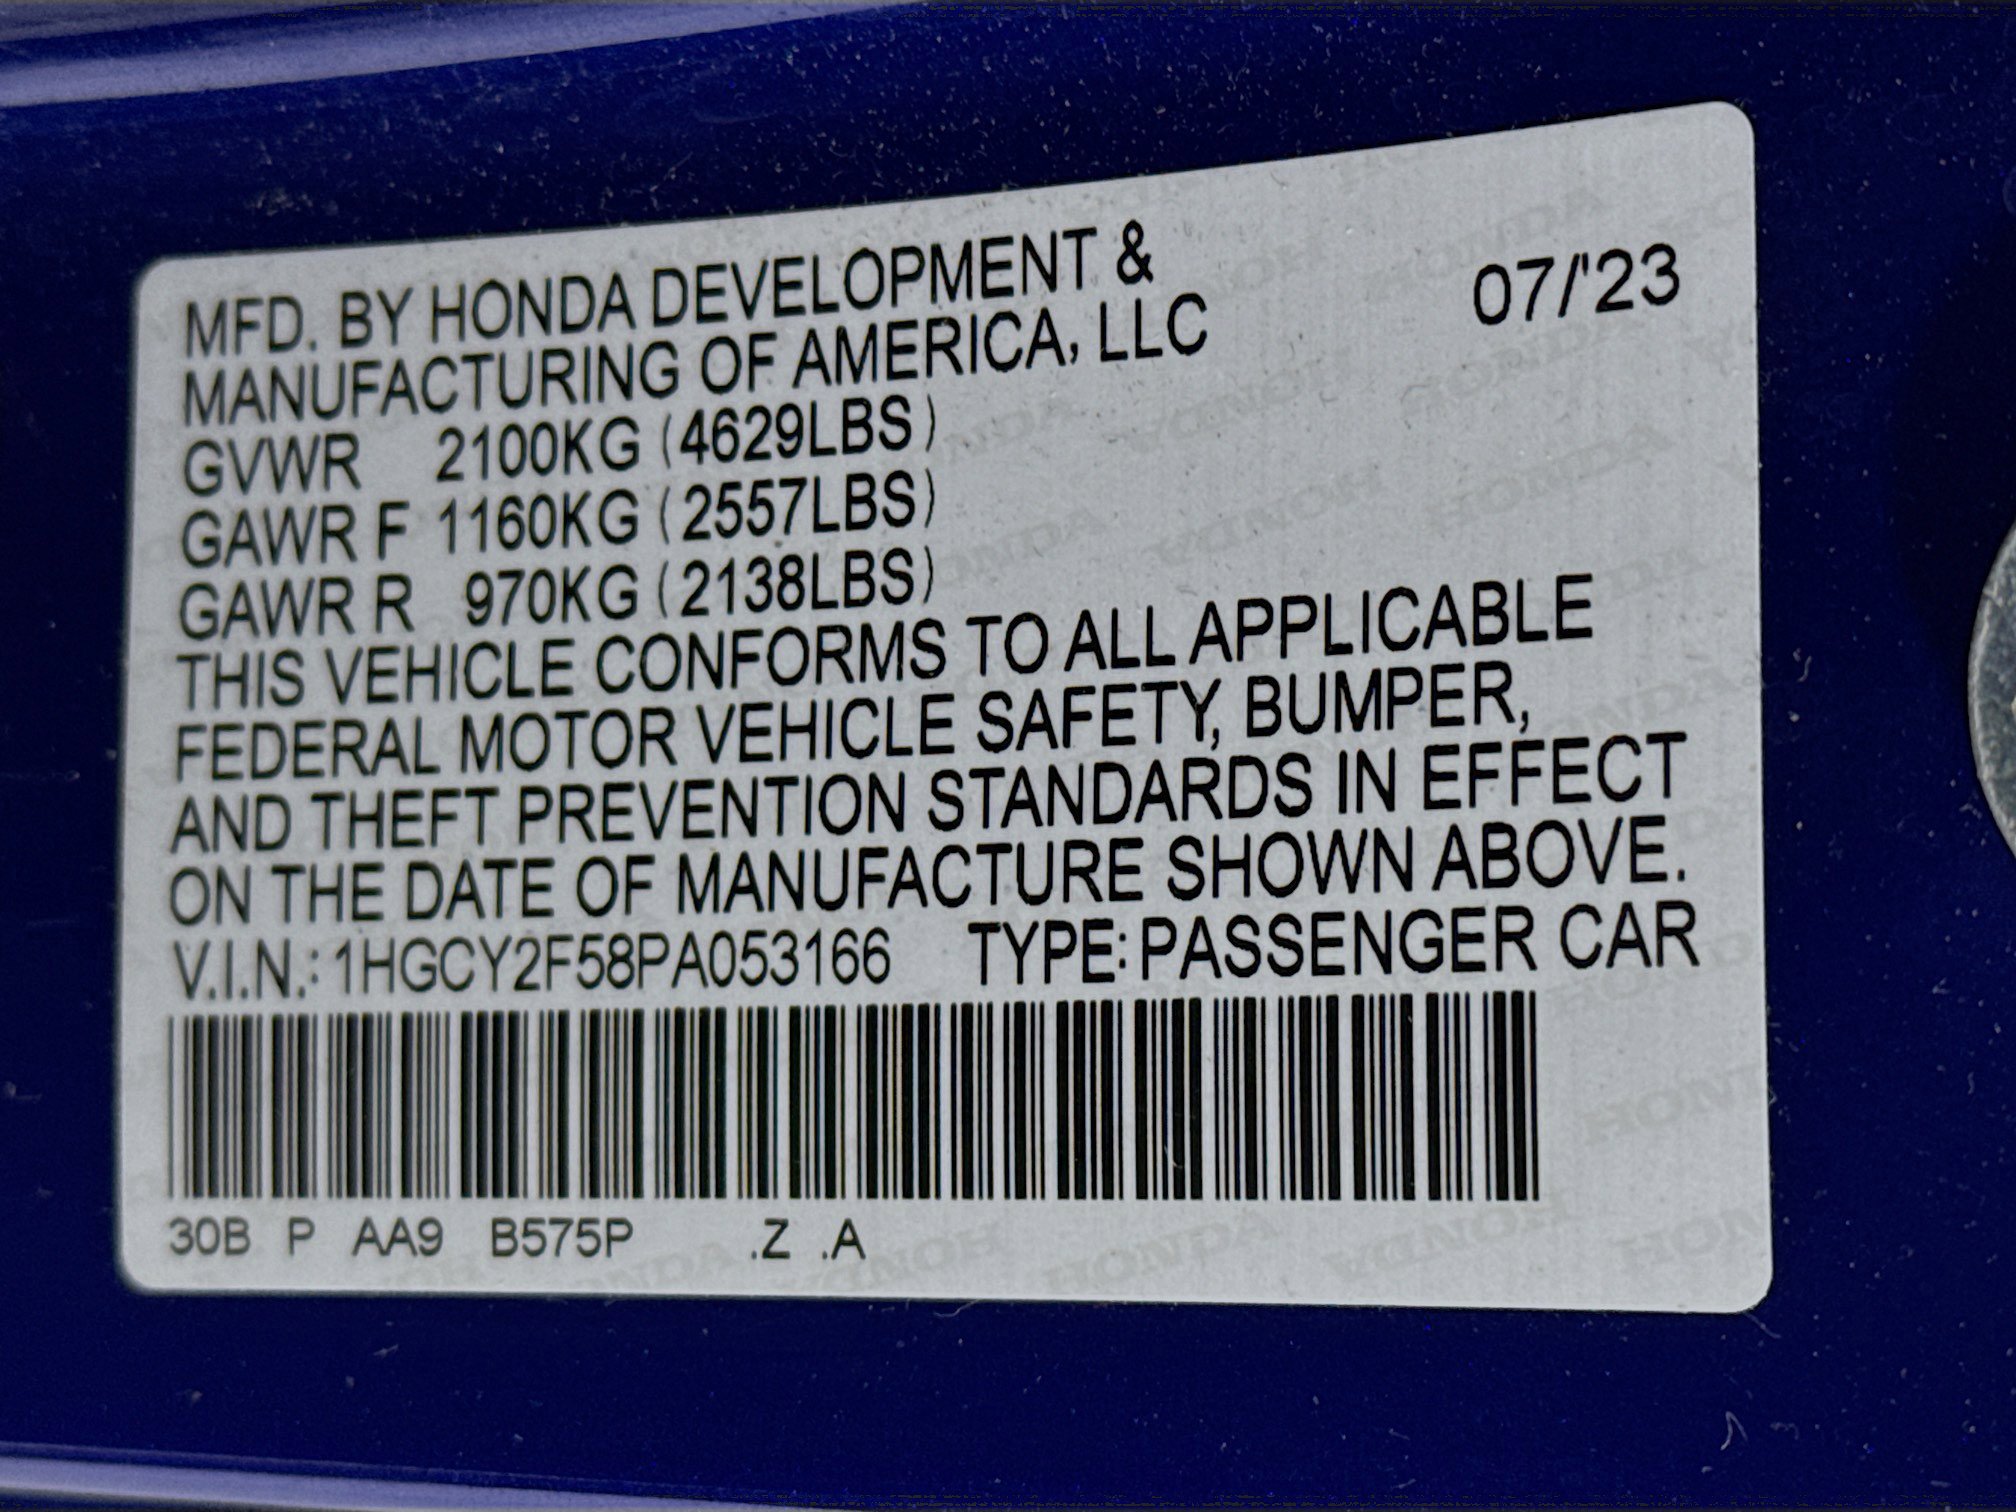 MFD. BY HONDA DEVELOPMENT & 07/'23
MANUFACTURING OF AMERICA, LLC
GVWR 2100KG (4629LBS)
GAWR F 1160KG (2557LBS)
GAWR R 970KG (2138LBS)
THIS VEHICLE CONFORMS TO ALL APPLICABLE
FEDERAL MOTOR VEHICLE SAFETY, BUMPER,
AND THEFT PREVENTION STANDARDS IN EFFECT
ON THE DATE OF MANUFACTURE SHOWN ABOVE.
V.I.N.: 1HGCY2F58PA053166 TYPE: PASSENGER CAR
30B P AA9 B575P .Z .A